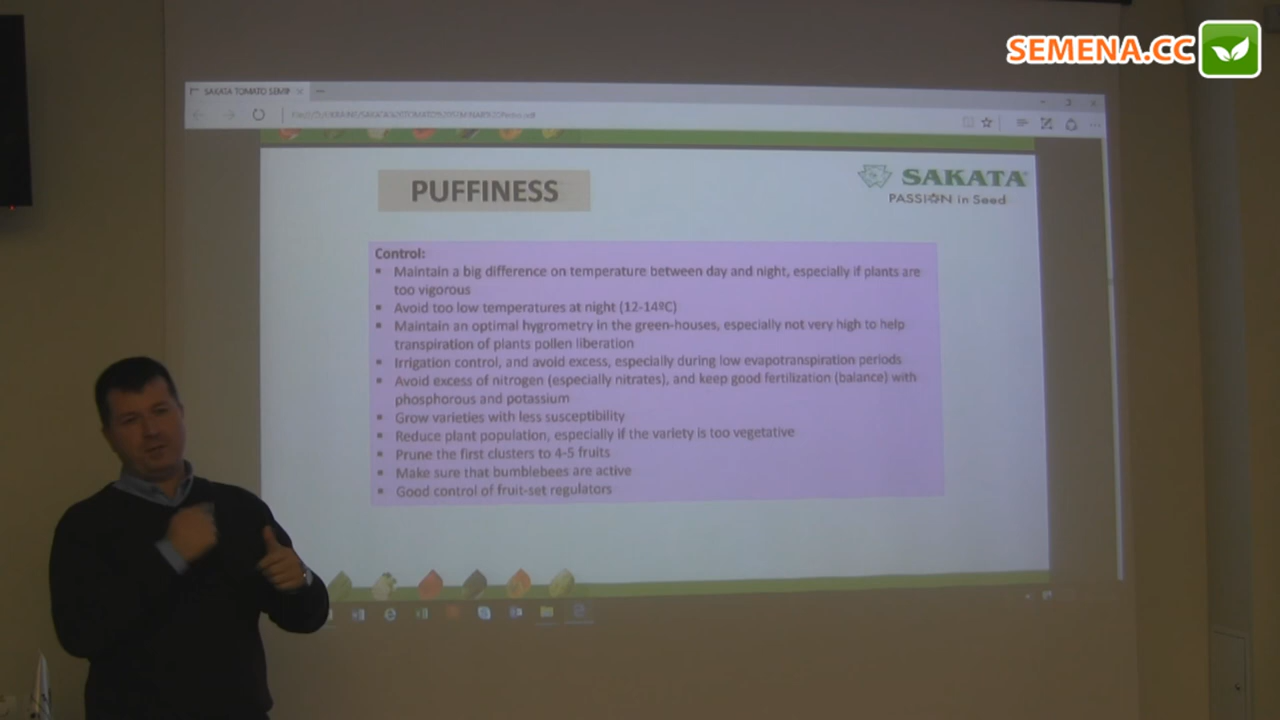 SEMENA.CC
SAKATA TOMATO SEMIN
PUFFINESS
SAKATA
PASSION in Seed
Control:
▪ Maintain a big difference on temperature between day and night, especially if plants are
too vigorous
▪ Avoid too low temperatures at night (12-14ºC)
▪ Maintain an optimal hygrometry in the green-houses, especially not very high to help
transpiration of plants pollen liberation
▪ Irrigation control, and avoid excess, especially during low evapotranspiration periods
▪ Avoid excess of nitrogen (especially nitrates), and keep good fertilization (balance) with
phosphorous and potassium
▪ Grow varieties with less susceptibility
▪ Reduce plant population, especially if the variety is too vegetative
▪ Prune the first clusters to 4-5 fruits
▪ Make sure that bumblebees are active
▪ Good control of fruit-set regulators